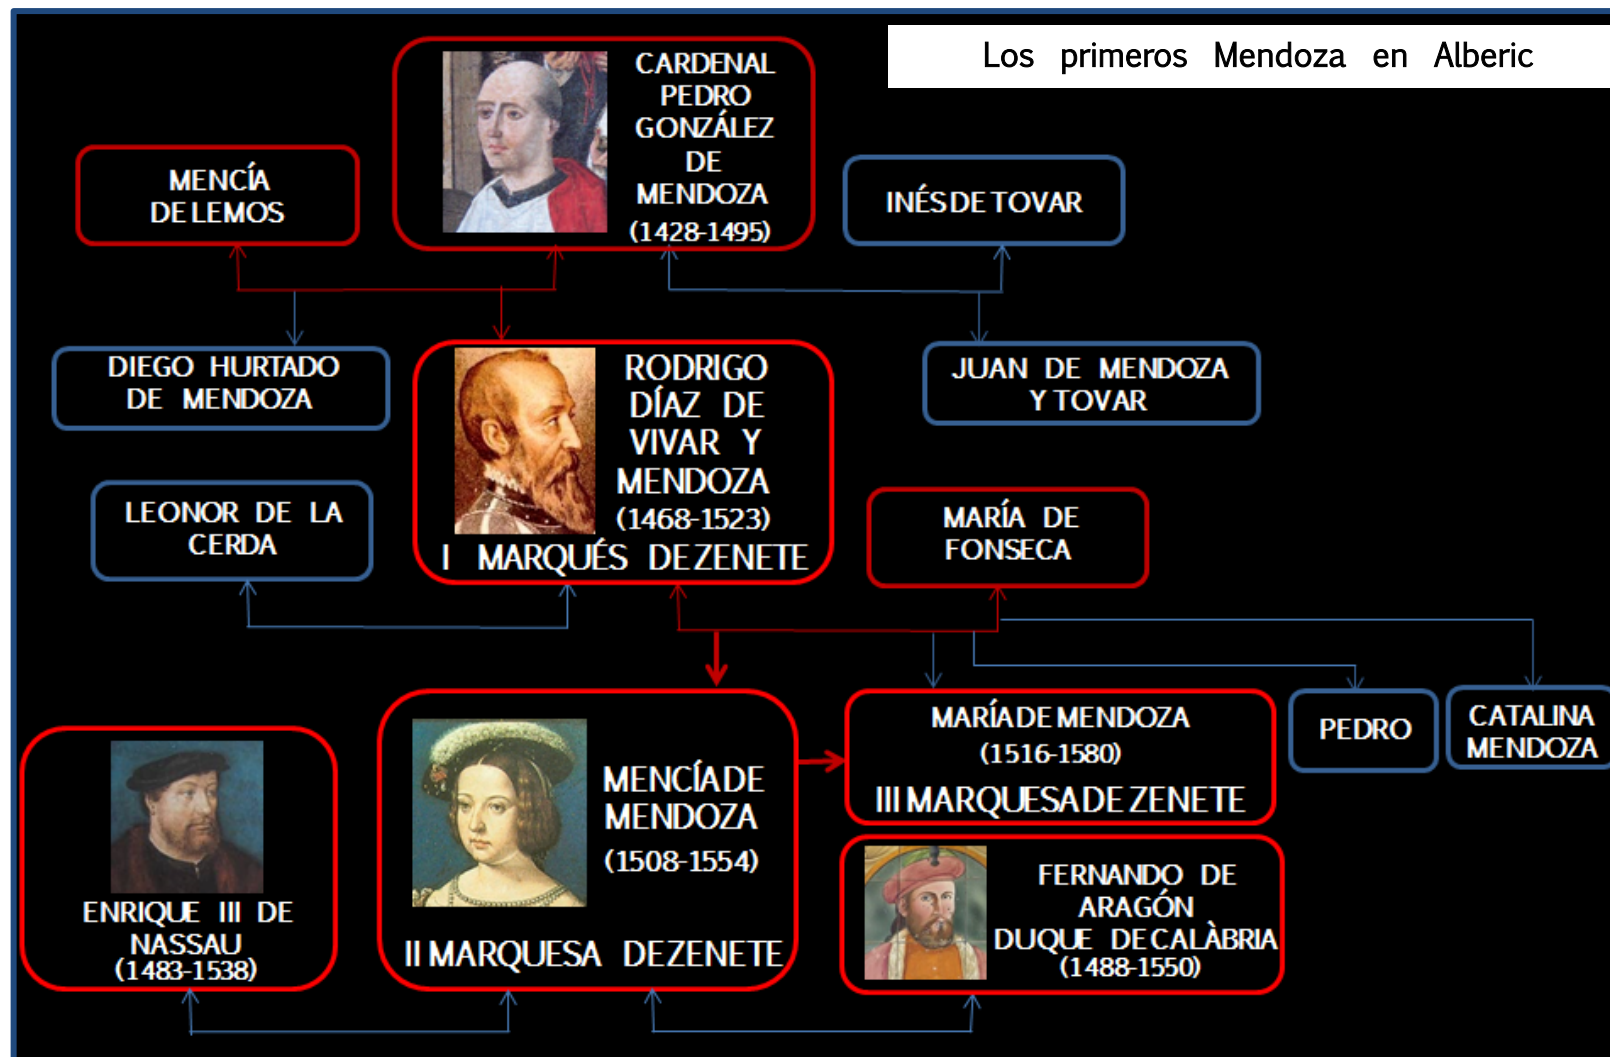 Los primeros Mendoza en Alberic
CARDENAL
PEDRO
GONZÁLEZ
DE
MENDOZA
(1428-1495)
MENCÍA
DE LEMOS
INÉS DE TOVAR
DIEGO HURTADO
DE MENDOZA
RODRIGO
DÍAZ DE
VIVAR Y
MENDOZA
(1468-1523)
I MARQUÉS DE ZENETE
JUAN DE MENDOZA
Y TOVAR
LEONOR DE LA
CERDA
MARÍA DE
FONSECA
MENCÍA DE
MENDOZA
(1508-1554)
II MARQUESA DE ZENETE
MARÍA DE MENDOZA
(1516-1580)
III MARQUESA DE ZENETE
PEDRO
CATALINA
MENDOZA
ENRIQUE III DE
NASSAU
(1483-1538)
FERNANDO DE
ARAGÓN
DUQUE DE CALÀBRIA
(1488-1550)